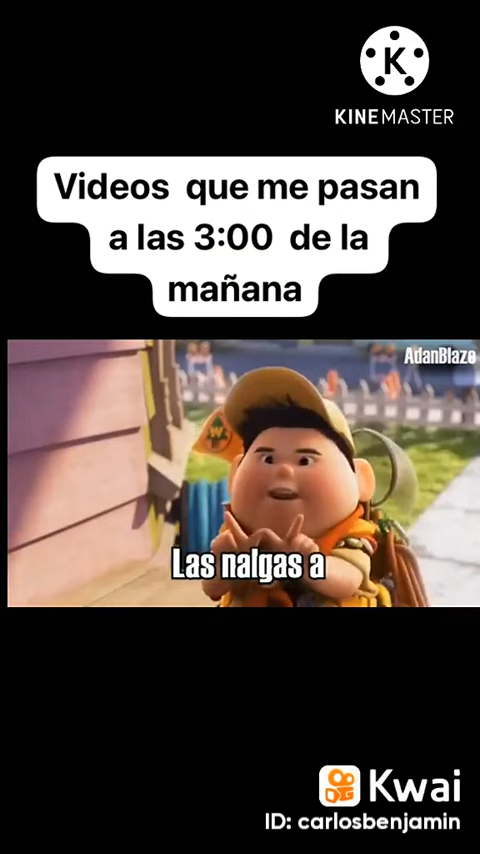 K
KINEMASTER
Videos que me pasan
a las 3:00 de la
mañana
AdanBlaze
W
Las nalgas a
Kwai
ID: carlosbenjamin